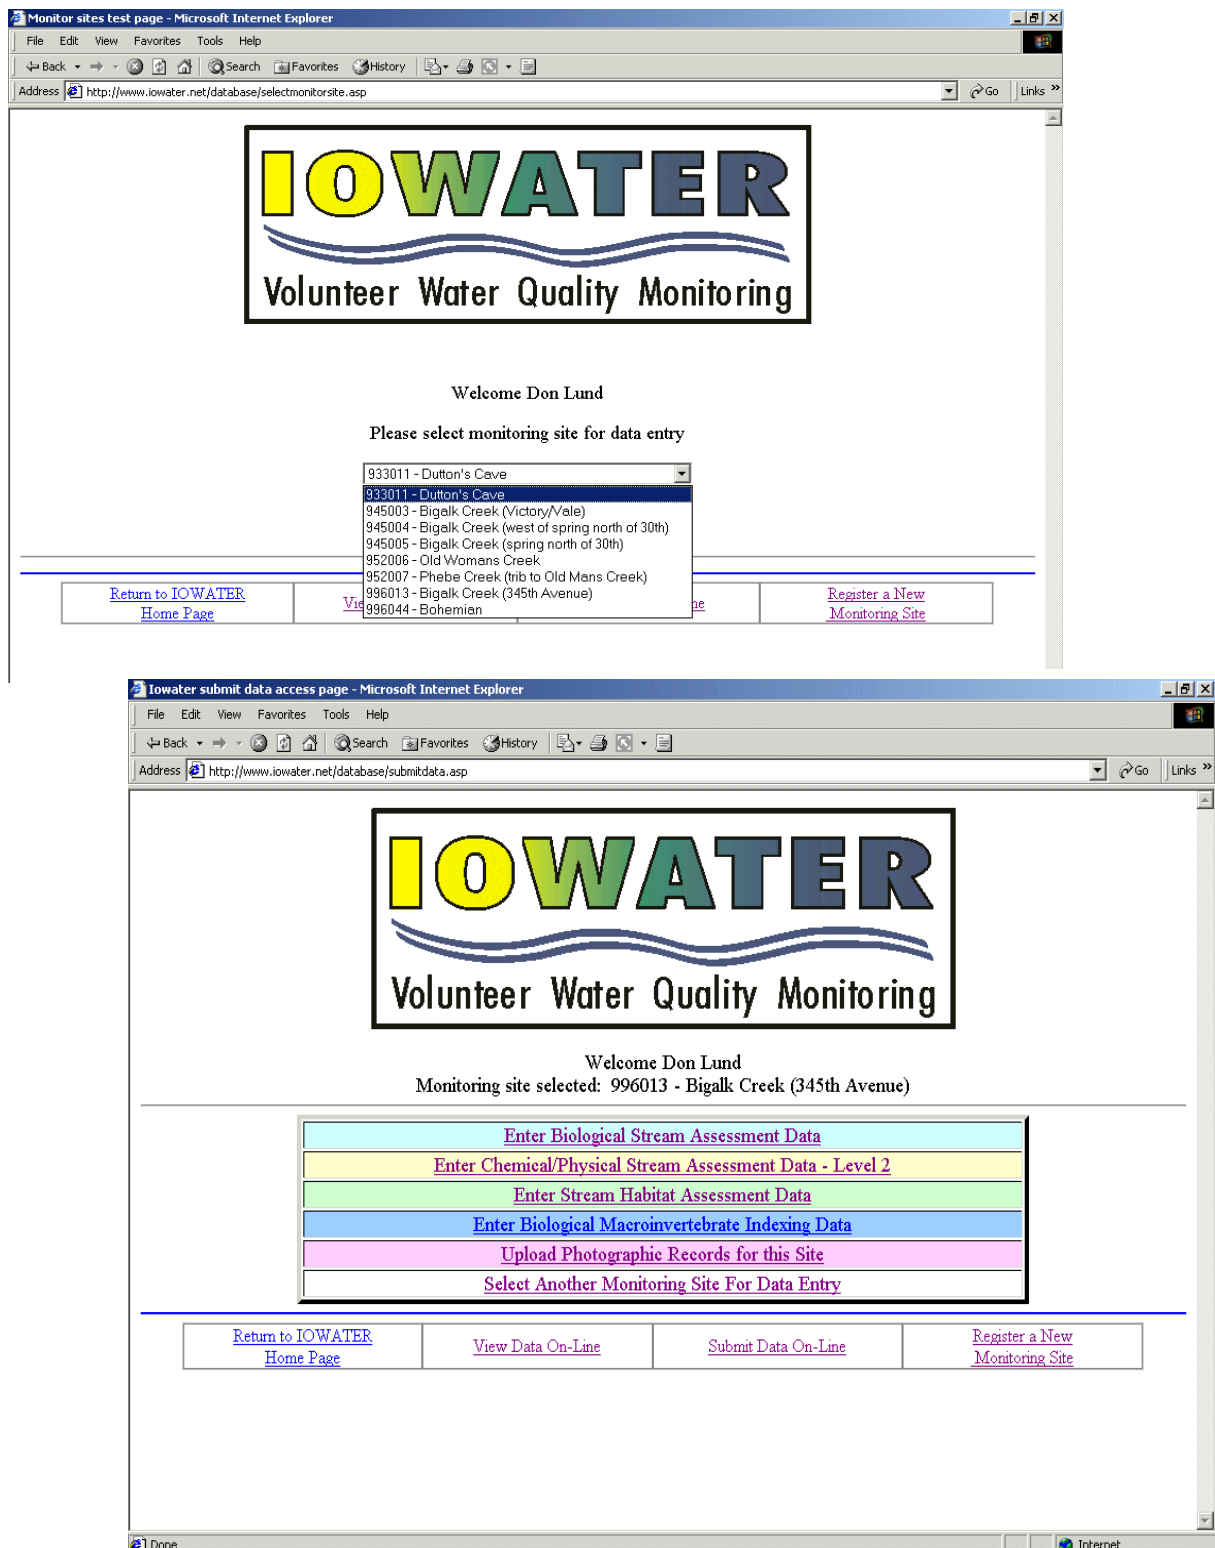 Monitor sites test page - Microsoft Internet Explorer
File Edit View Favorites Tools Help
Back Search Favorites History
Address http://www.iowater.net/database/selectmonitorsite.asp Go Links »
IOWATER
Volunteer Water Quality Monitoring
Welcome Don Lund
Please select monitoring site for data entry
933011 - Dutton's Cave
933011 - Dutton's Cave
945003 - Bigalk Creek (Victory/Vale)
945004 - Bigalk Creek (west of spring north of 30th)
945005 - Bigalk Creek (spring north of 30th)
952006 - Old Womans Creek
952007 - Phebe Creek (trib to Old Mans Creek)
996013 - Bigalk Creek (345th Avenue)
996044 - Bohemian
Return to IOWATER
Home Page
Register a New
Monitoring Site
Iowater submit data access page - Microsoft Internet Explorer
File Edit View Favorites Tools Help
Back Search Favorites History
Address http://www.iowater.net/database/submitdata.asp Go Links »
IOWATER
Volunteer Water Quality Monitoring
Welcome Don Lund
Monitoring site selected: 996013 - Bigalk Creek (345th Avenue)
Enter Biological Stream Assessment Data
Enter Chemical/Physical Stream Assessment Data - Level 2
Enter Stream Habitat Assessment Data
Enter Biological Macroinvertebrate Indexing Data
Upload Photographic Records for this Site
Select Another Monitoring Site For Data Entry
Return to IOWATER
Home Page
View Data On-Line
Submit Data On-Line
Register a New
Monitoring Site
Done Internet